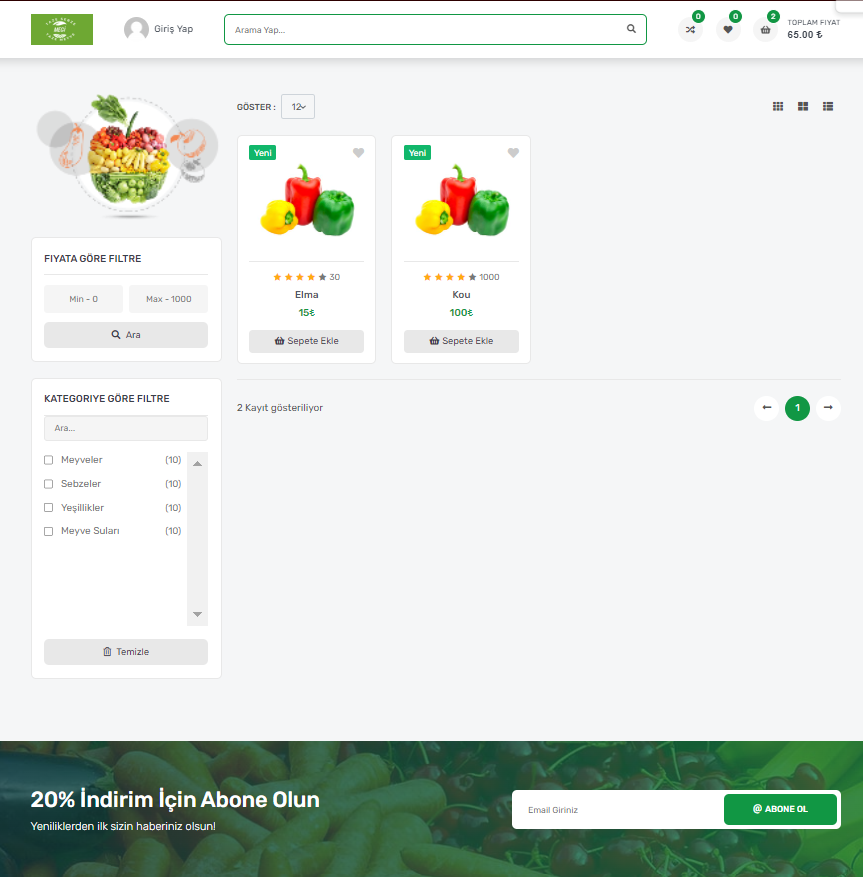 MEGI
Giriş Yap
Arama Yap...
0
0
2
TOPLAM FIYAT
65.00 ₺
GÖSTER :
12
Yeni
Yeni
30
1000
Elma
Kou
15₺
100₺
Sepete Ekle
Sepete Ekle
FIYATA GÖRE FILTRE
Min - 0
Max - 1000
Ara
KATEGORIYE GÖRE FILTRE
Ara...
Meyveler (10)
Sebzeler (10)
Yeşillikler (10)
Meyve Suları (10)
Temizle
2 Kayıt gösteriliyor
1
20% İndirim İçin Abone Olun
Yeniliklerden ilk sizin haberiniz olsun!
Email Giriniz
@ ABONE OL